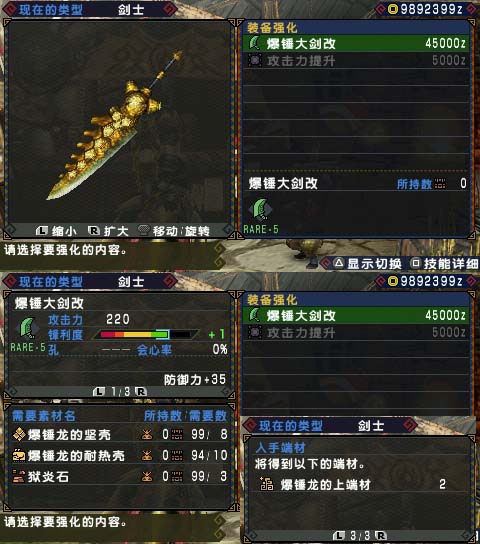 现在的类型 剑士
9892399z
装备强化
爆锤大剑改 45000z
攻击力提升 5000z
爆锤大剑改 所持数 0
RARE-5
L 缩小 R 扩大 移动/旋转
请选择要强化的内容。
△显示切换 □技能详细
现在的类型 剑士
9892399z
爆锤大剑改
攻击力 220
RARE-5
锋利度 +1
孔 --- 会心率 0%
防御力+35
L 1/3 R
装备强化
爆锤大剑改 45000z
攻击力提升 5000z
需要素材名 所持数/需要数
爆锤龙的坚壳 0 99/ 8
爆锤龙的耐热壳 0 94/10
狱炎石 0 99/ 3
现在的类型 剑士
入手端材
将得到以下的端材。
爆锤龙的上端材 2
L 3/3 R
请选择要强化的内容。